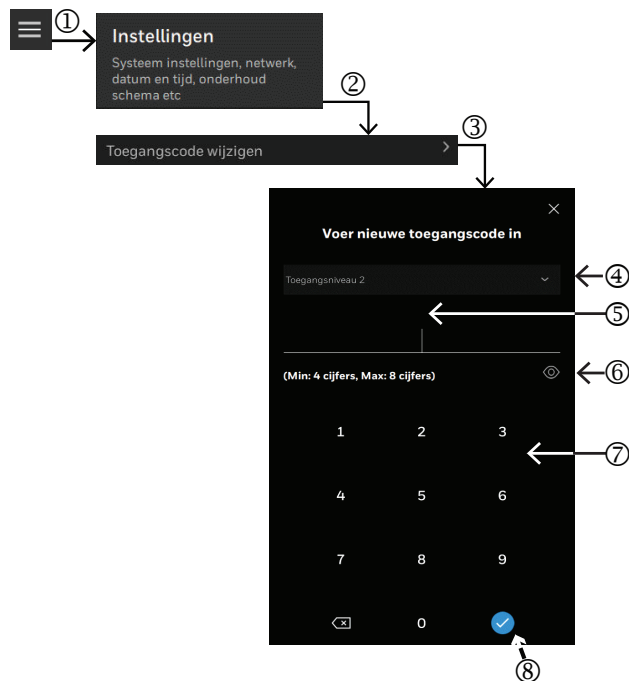 ①
Instellingen
Systeem instellingen, netwerk,
datum en tijd, onderhoud
schema etc
②
③
Toegangscode wijzigen
Voer nieuwe toegangscode in
Toegangsniveau 2
④
⑤
(Min: 4 cijfers, Max: 8 cijfers)
⑥
1 2 3
⑦
4 5 6
7 8 9
0
⑧